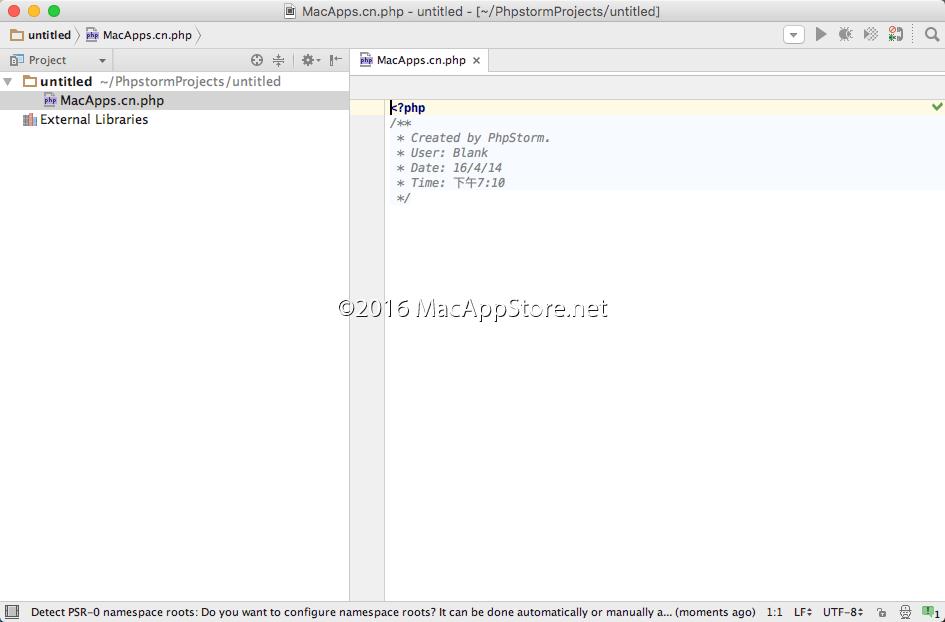 MacApps.cn.php - untitled - [~/PhpstormProjects/untitled]
untitled MacApps.cn.php
Project
MacApps.cn.php
untitled ~/PhpstormProjects/untitled
MacApps.cn.php
External Libraries
<?php
/**
* Created by PhpStorm.
* User: Blank
* Date: 16/4/14
* Time: 下午7:10
*/
©2016 MacAppStore.net
Detect PSR-0 namespace roots: Do you want to configure namespace roots? It can be done automatically or manually a... (moments ago) 1:1 LF UTF-8 1